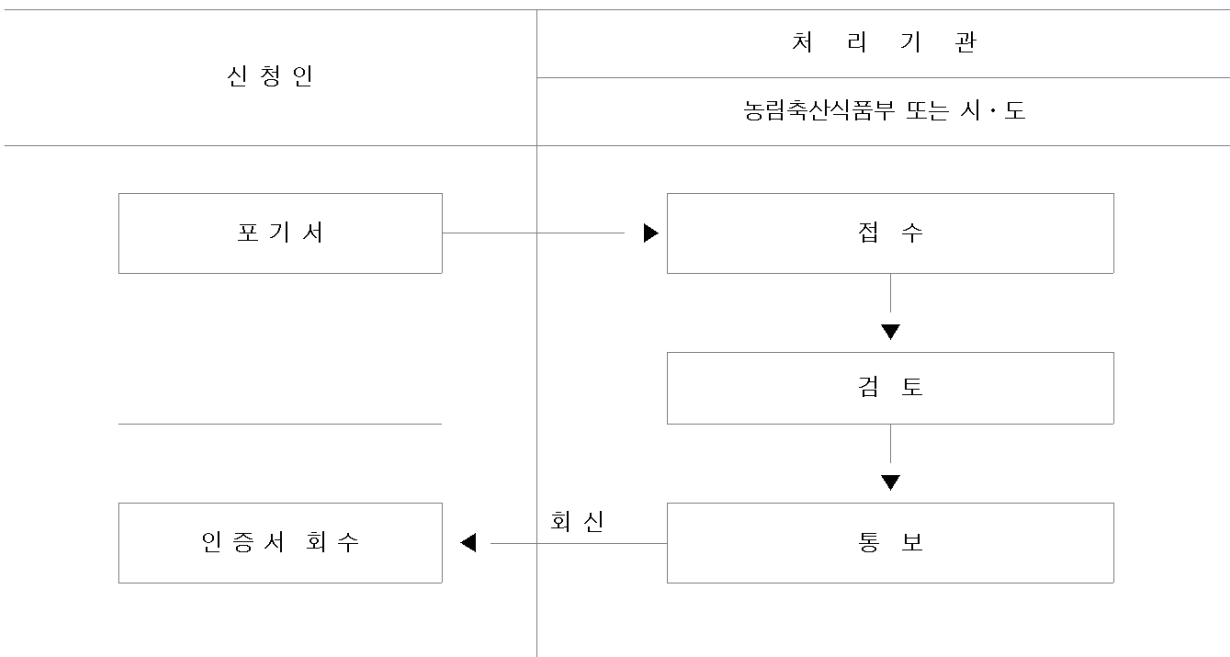 신 청 인
처 리 기 관
농림축산식품부 또는 시·도
포 기 서
접 수
검 토
회 신
인 증 서 회 수
통 보